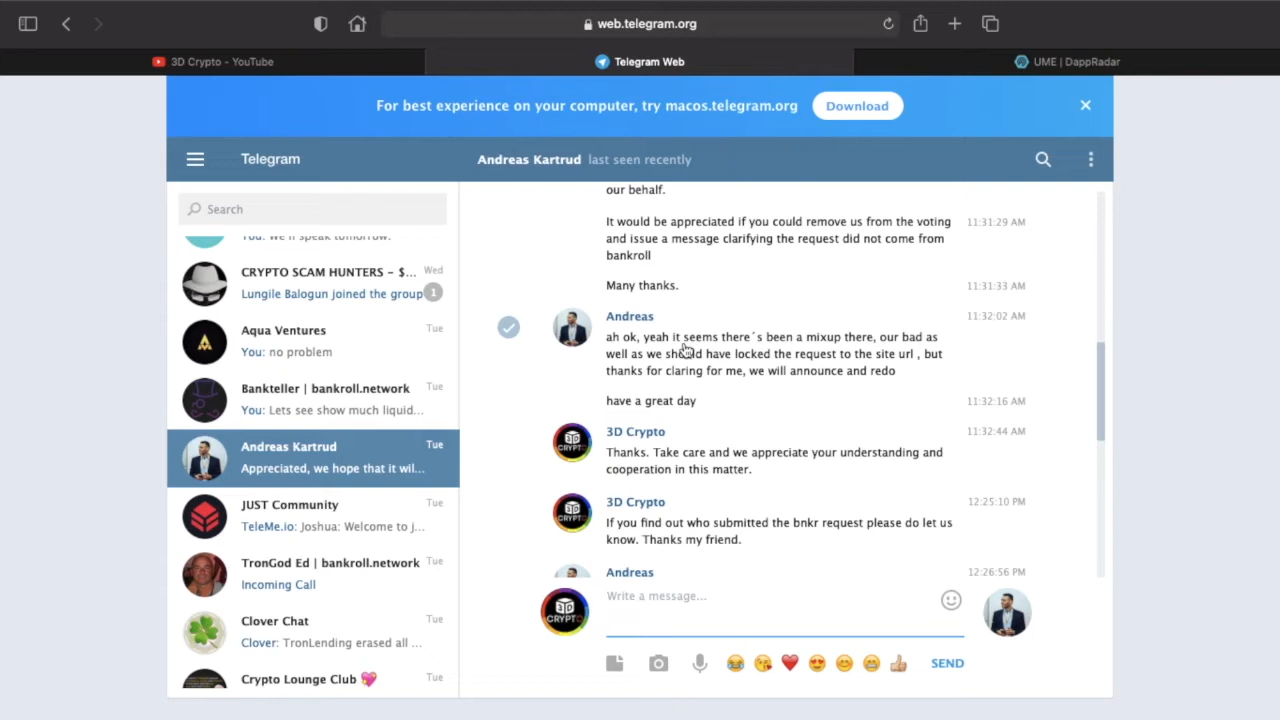 web.telegram.org
3D Crypto - YouTube
Telegram Web
UME | DappRadar
For best experience on your computer, try macos.telegram.org
Download
Telegram
Andreas Kartrud last seen recently
Search
You: We'll speak tomorrow.
CRYPTO SCAM HUNTERS – $...
Wed
Lungile Balogun joined the group
1
Aqua Ventures
Tue
You: no problem
Bankteller | bankroll.network
Tue
You: Lets see show much liquid...
Andreas Kartrud
Tue
Appreciated, we hope that it wil...
JUST Community
Tue
TeleMe.io: Joshua: Welcome to j...
TronGod Ed | bankroll.network
Tue
Incoming Call
Clover Chat
Tue
Clover: TronLending erased all ...
Crypto Lounge Club 💖
Tue
our behalf.
It would be appreciated if you could remove us from the voting
11:31:29 AM
and issue a message clarifying the request did not come from
bankroll
Many thanks.
11:31:33 AM
Andreas
11:32:02 AM
ah ok, yeah it seems there´s been a mixup there, our bad as
well as we should have locked the request to the site url , but
thanks for claring for me, we will announce and redo
have a great day
11:32:16 AM
3D Crypto
11:32:44 AM
Thanks. Take care and we appreciate your understanding and
cooperation in this matter.
3D Crypto
12:25:10 PM
If you find out who submitted the bnkr request please do let us
know. Thanks my friend.
Andreas
12:26:56 PM
Write a message...
SEND
3D
CRYPTO